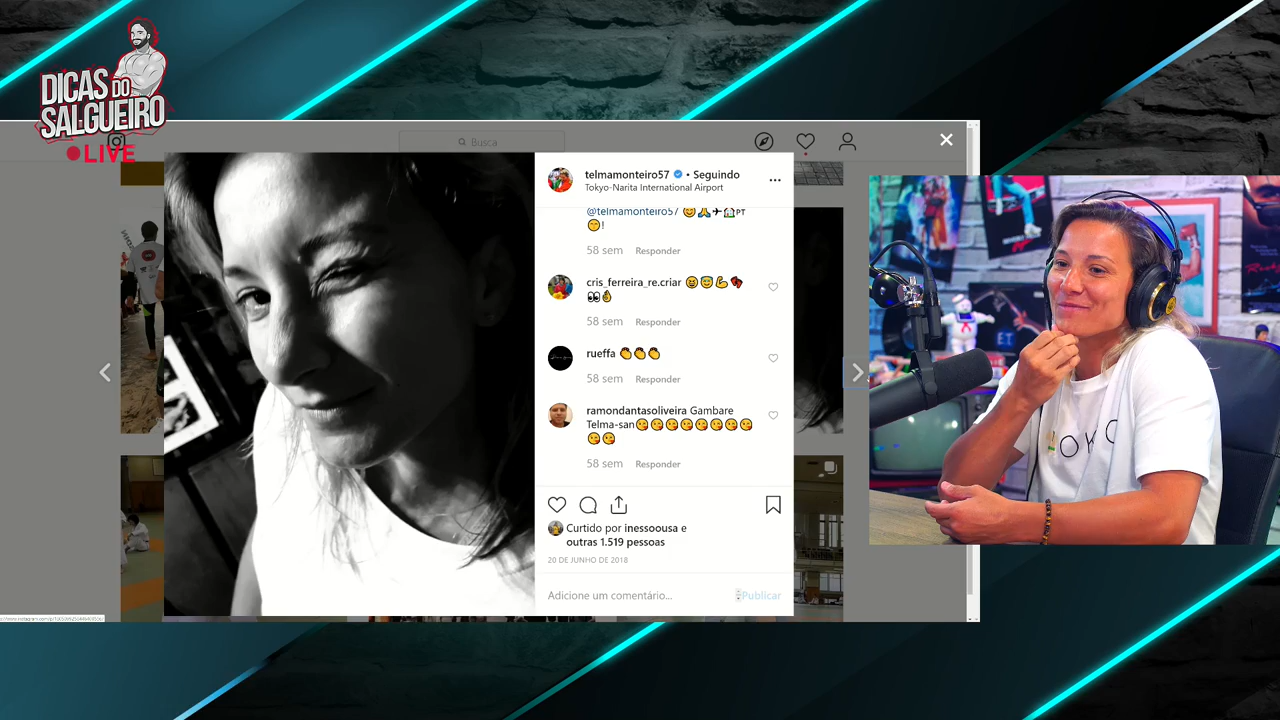 DICAS DO
SALGUEIRO
LIVE
Busca
telmamonteiro57 • Seguindo
Tokyo-Narita International Airport
@telmamonteiro57 😊🙏✈🏠PT
😁!
58 sem Responder
cris_ferreira_re.criar 😄😇💪👣
👀👌
58 sem Responder
rueffa 👏👏👏
58 sem Responder
ramondantasoliveira Gambare
Telma-san😋😋😋😋😋😋😋😋
😋😋
58 sem Responder
Curtido por inessoousa e
outras 1.519 pessoas
20 DE JUNHO DE 2018
Adicione um comentário... Publicar
ET